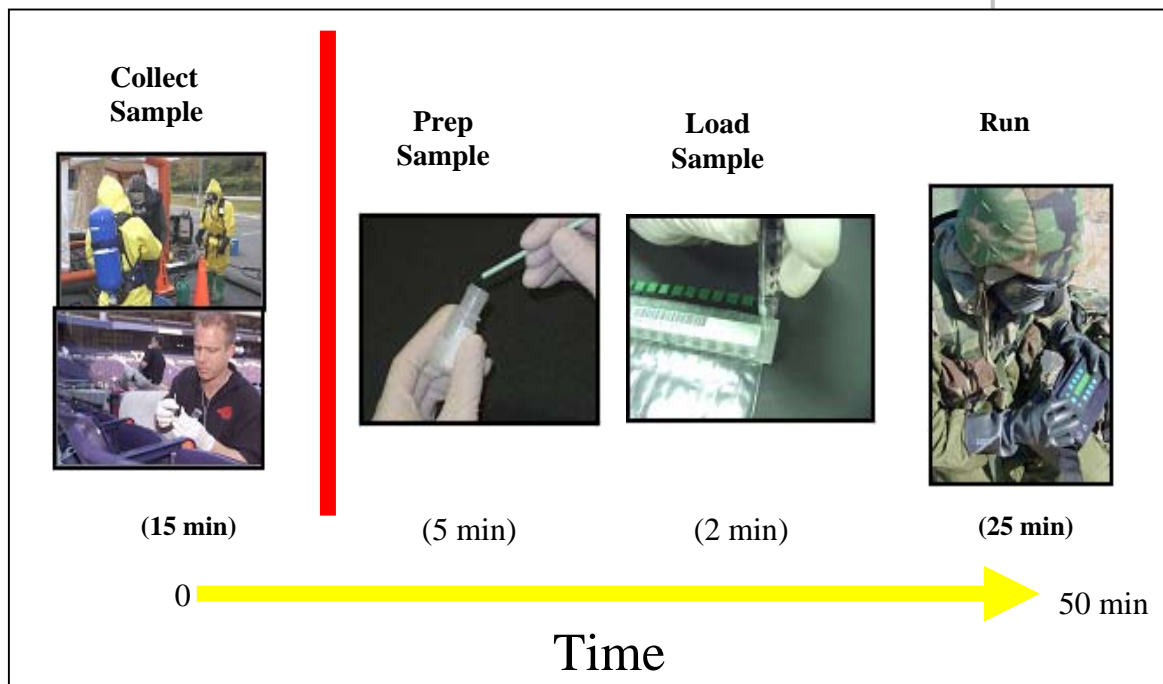 Collect
Sample
Prep
Sample
Load
Sample
Run
(15 min)
(5 min)
(2 min)
(25 min)
0
50 min
Time